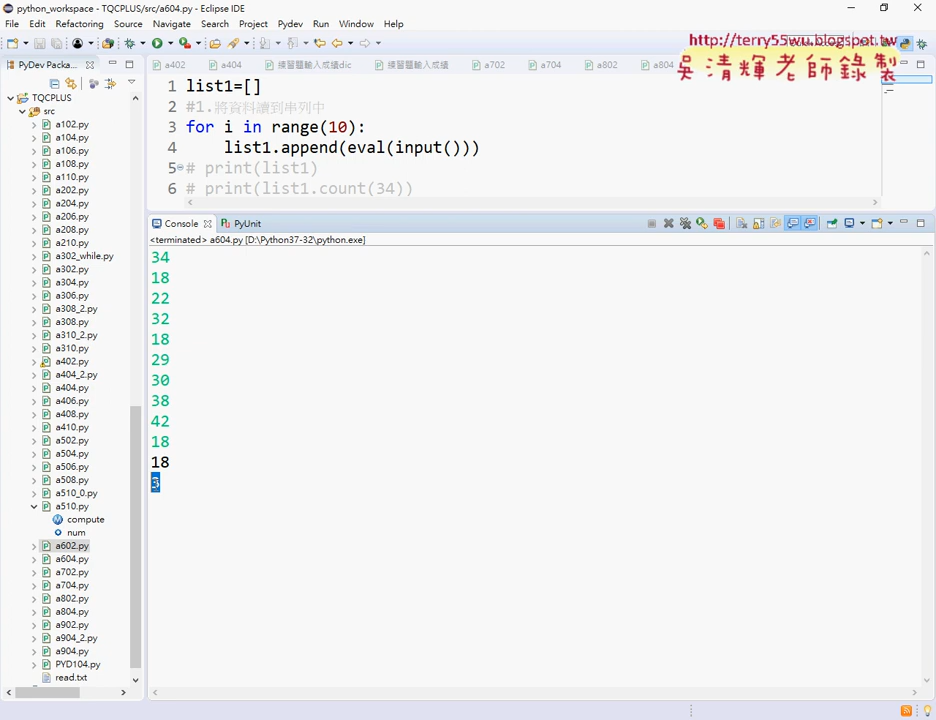 python_workspace - TQCPLUS/src/a604.py - Eclipse IDE
File Edit Refactoring Source Navigate Search Project Pydev Run Window Help
http://terry55wu.blogspot.tw
吳清輝老師錄製
PyDev Packa...
a402 a404 練習題輸入成績dic 練習題輸入成績 a702 a704 a802 a804
TQCPLUS
src
a102.py
a104.py
a106.py
a108.py
a110.py
a202.py
a204.py
a206.py
a208.py
a210.py
a302_while.py
a302.py
a304.py
a306.py
a308_2.py
a308.py
a310_2.py
a310.py
a402.py
a404_2.py
a404.py
a406.py
a408.py
a410.py
a502.py
a504.py
a506.py
a508.py
a510_0.py
a510.py
compute
num
a602.py
a604.py
a702.py
a704.py
a802.py
a804.py
a902.py
a904_2.py
a904.py
PYD104.py
read.txt
1 list1=[]
2 #1.將資料讀到串列中
3 for i in range(10):
4 list1.append(eval(input()))
5 # print(list1)
6 # print(list1.count(34))
Console PyUnit
<terminated> a604.py [D:\Python37-32\python.exe]
34
18
22
32
18
29
30
38
42
18
18
3